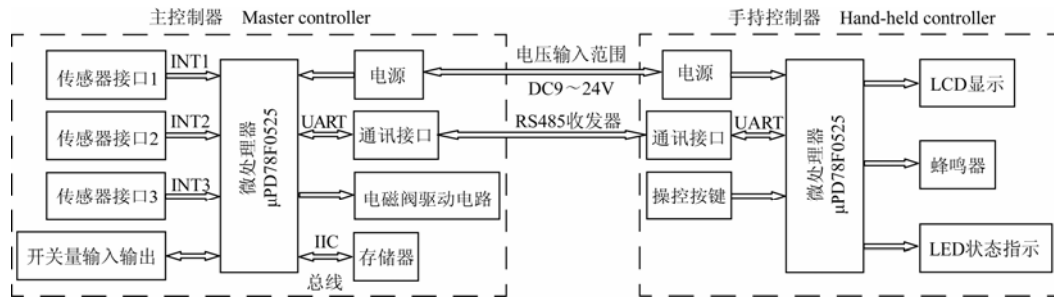 主控制器 Master controller
手持控制器 Hand-held controller
传感器接口1
INT1
传感器接口2
INT2
传感器接口3
INT3
开关量输入输出
微处理器
μPD78F0525
电源
UART
通讯接口
电磁阀驱动电路
IIC
总线
存储器
电压输入范围
DC9～24V
RS485收发器
电源
通讯接口
UART
操控按键
微处理器
μPD78F0525
LCD显示
蜂鸣器
LED状态指示